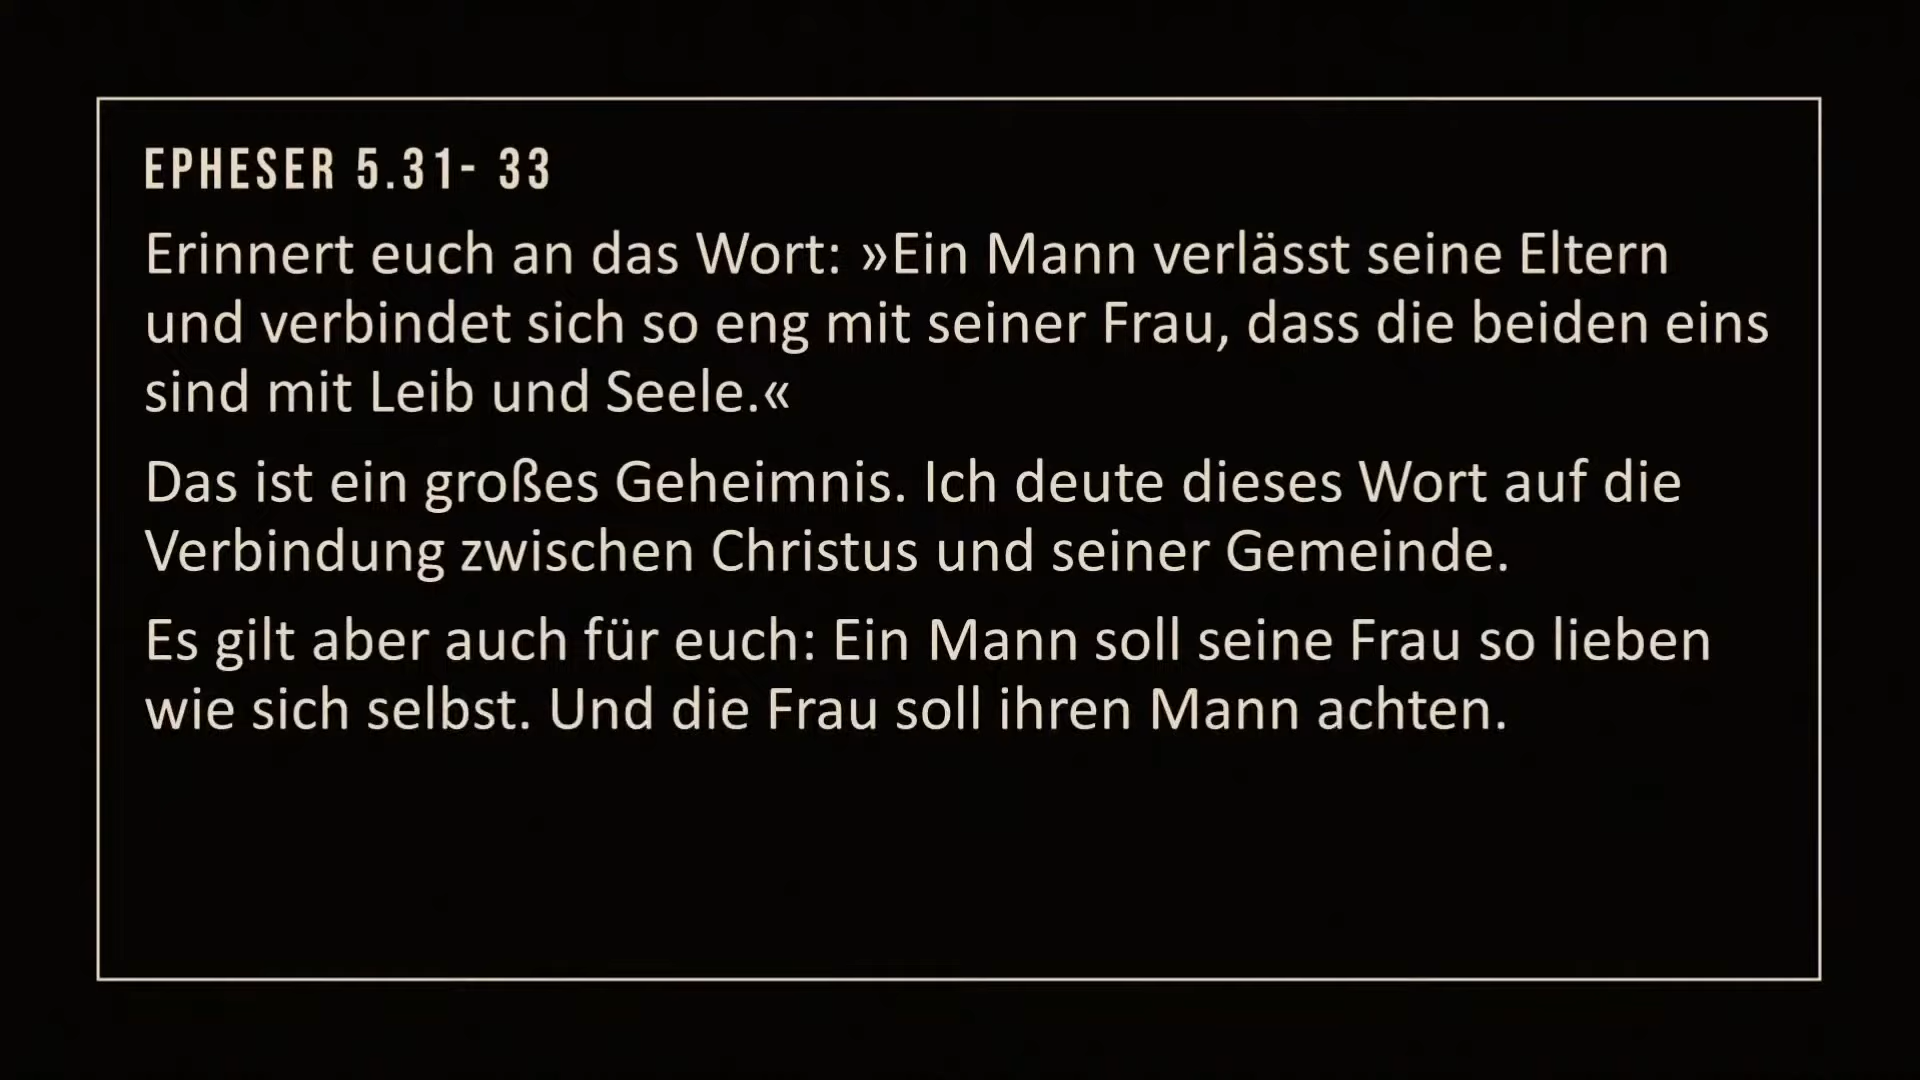 EPHESER 5.31- 33
Erinnert euch an das Wort: »Ein Mann verlässt seine Eltern
und verbindet sich so eng mit seiner Frau, dass die beiden eins
sind mit Leib und Seele.«
Das ist ein großes Geheimnis. Ich deute dieses Wort auf die
Verbindung zwischen Christus und seiner Gemeinde.
Es gilt aber auch für euch: Ein Mann soll seine Frau so lieben
wie sich selbst. Und die Frau soll ihren Mann achten.